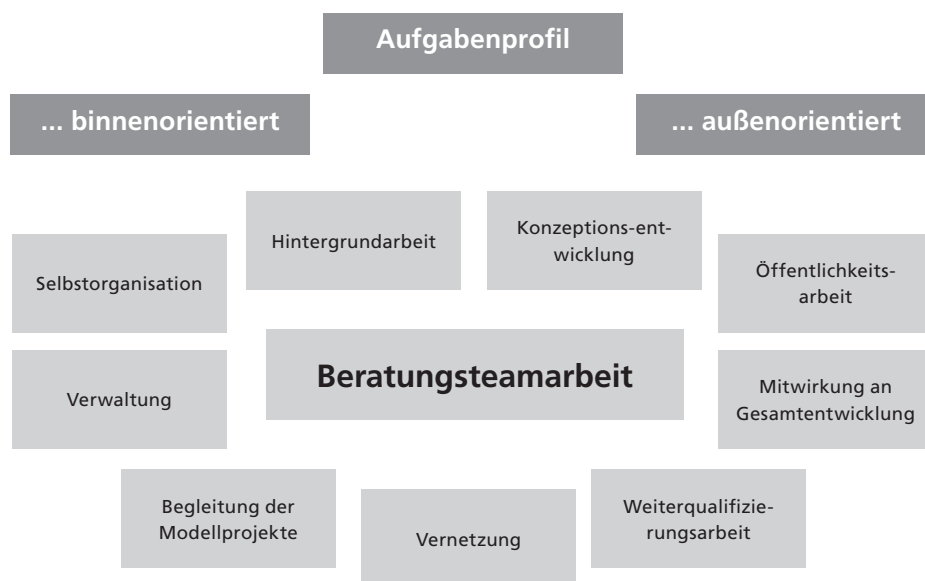 Aufgabenprofil
... binnenorientiert
... außenorientiert
Hintergrundarbeit
Konzeptions-ent-
wicklung
Selbstorganisation
Öffentlichkeits-
arbeit
Beratungsteamarbeit
Verwaltung
Mitwirkung an
Gesamtentwicklung
Begleitung der
Modellprojekte
Vernetzung
Weiterqualifizie-
rungsarbeit